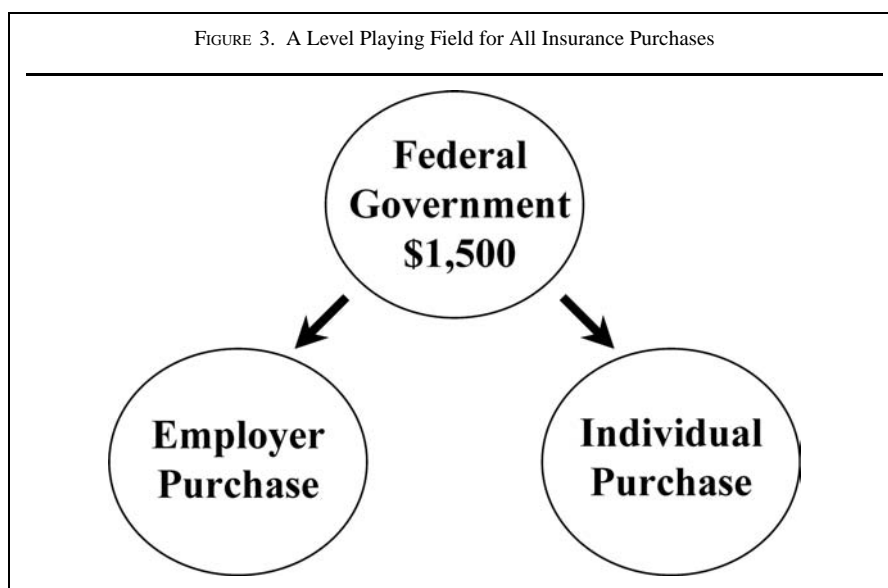 FIGURE 3. A Level Playing Field for All Insurance Purchases
Federal
Government
$1,500
Employer
Purchase
Individual
Purchase